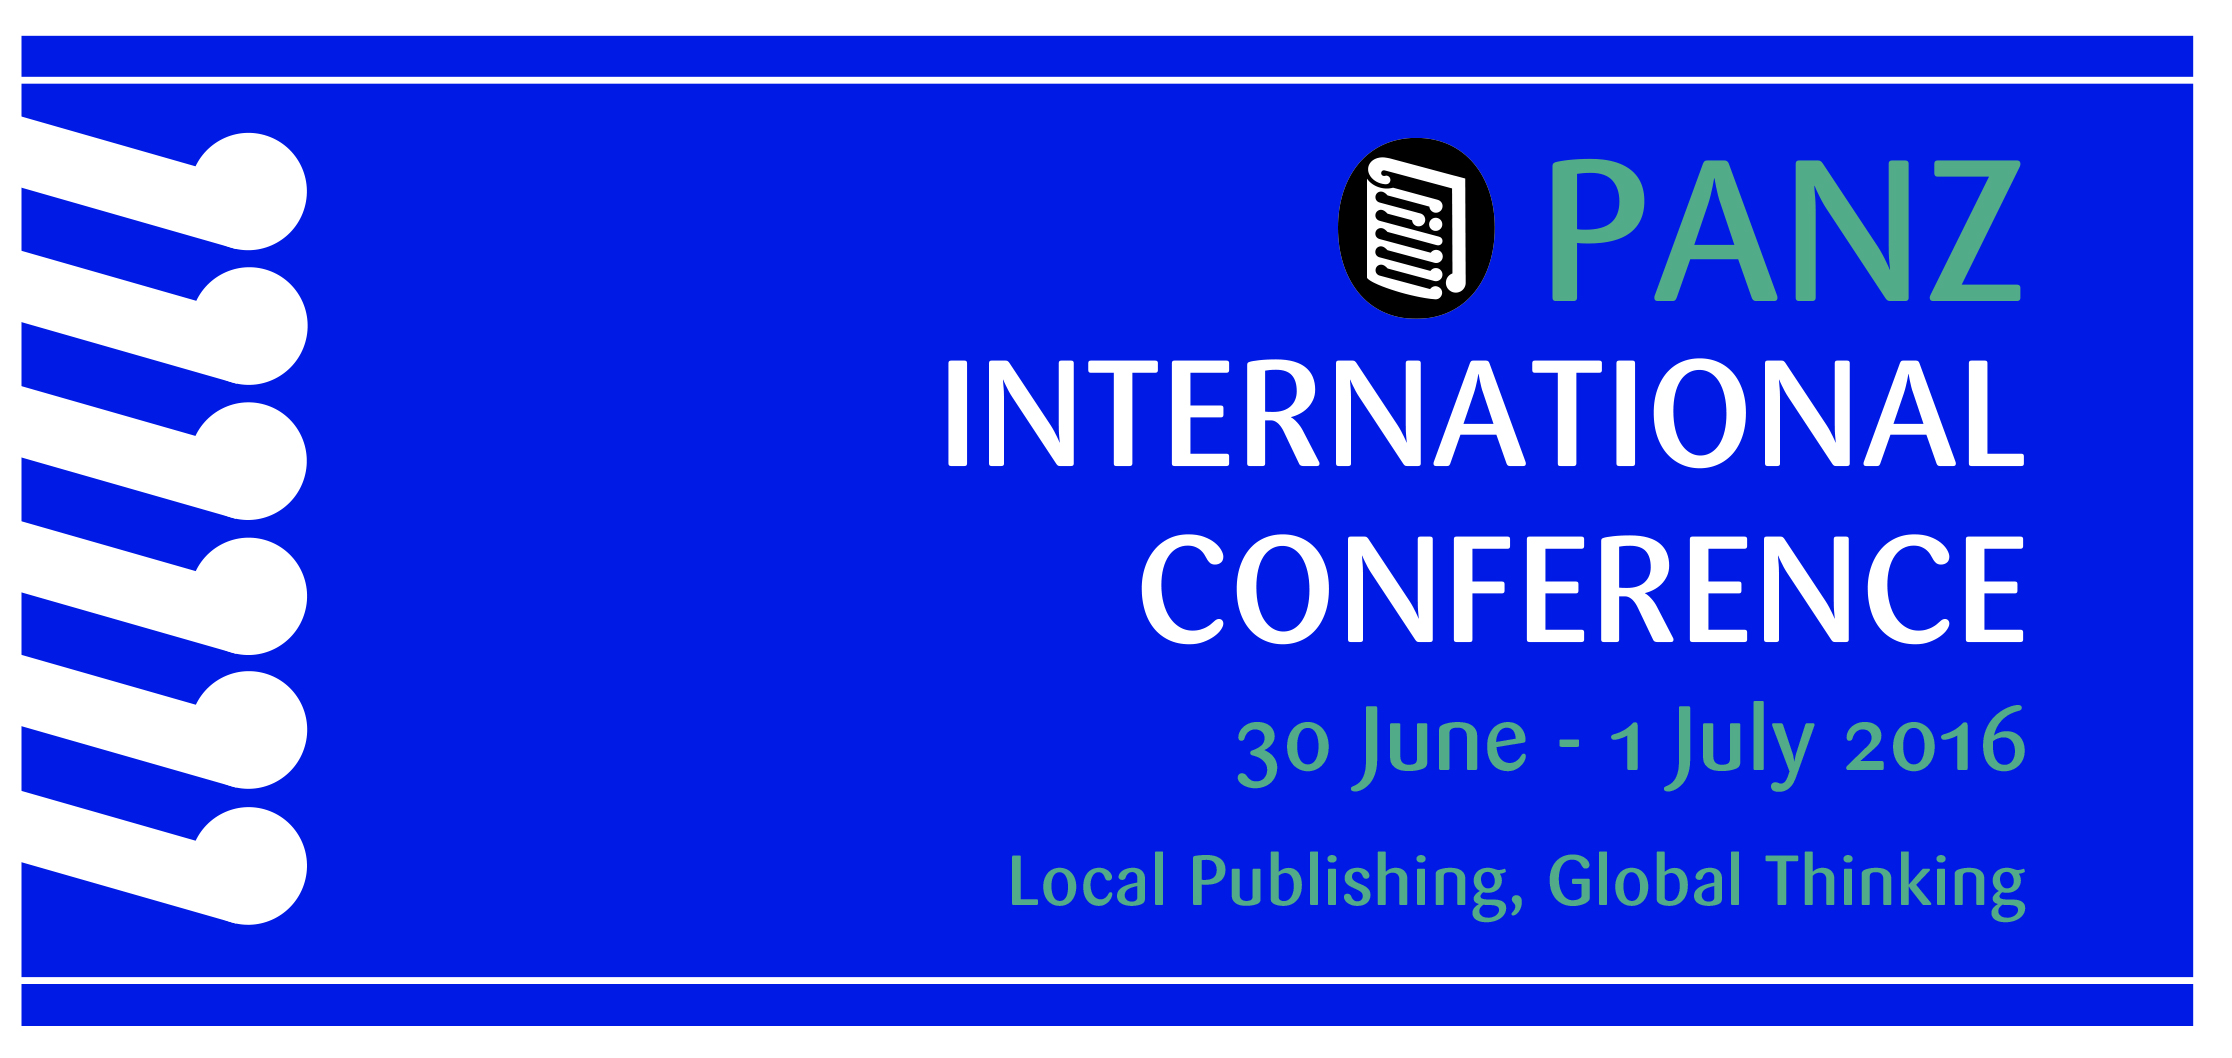 PANZ
INTERNATIONAL
CONFERENCE
30 June - 1 July 2016
Local Publishing, Global Thinking